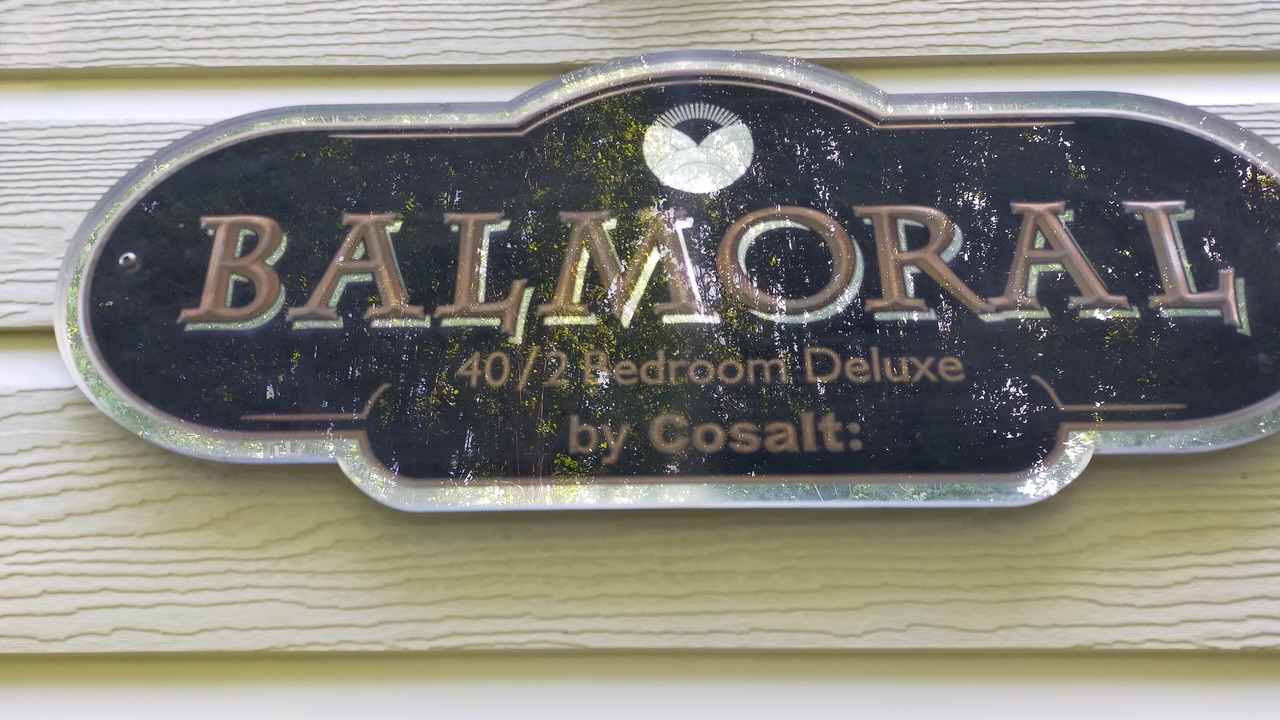 BALMORAL
40/2 Bedroom Deluxe
by Cosalt: